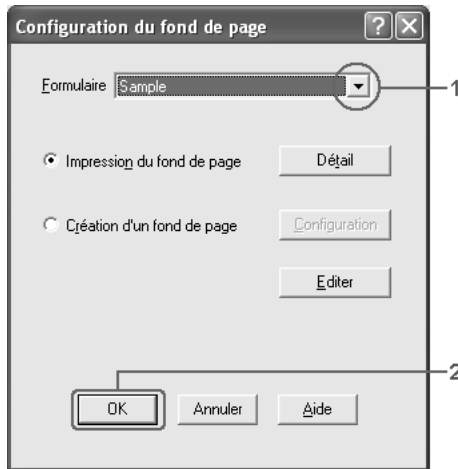 Configuration du fond de page
Formulaire Sample
1
Impression du fond de page Détail
Création d'un fond de page Configuration
Editer
2
OK Annuler Aide